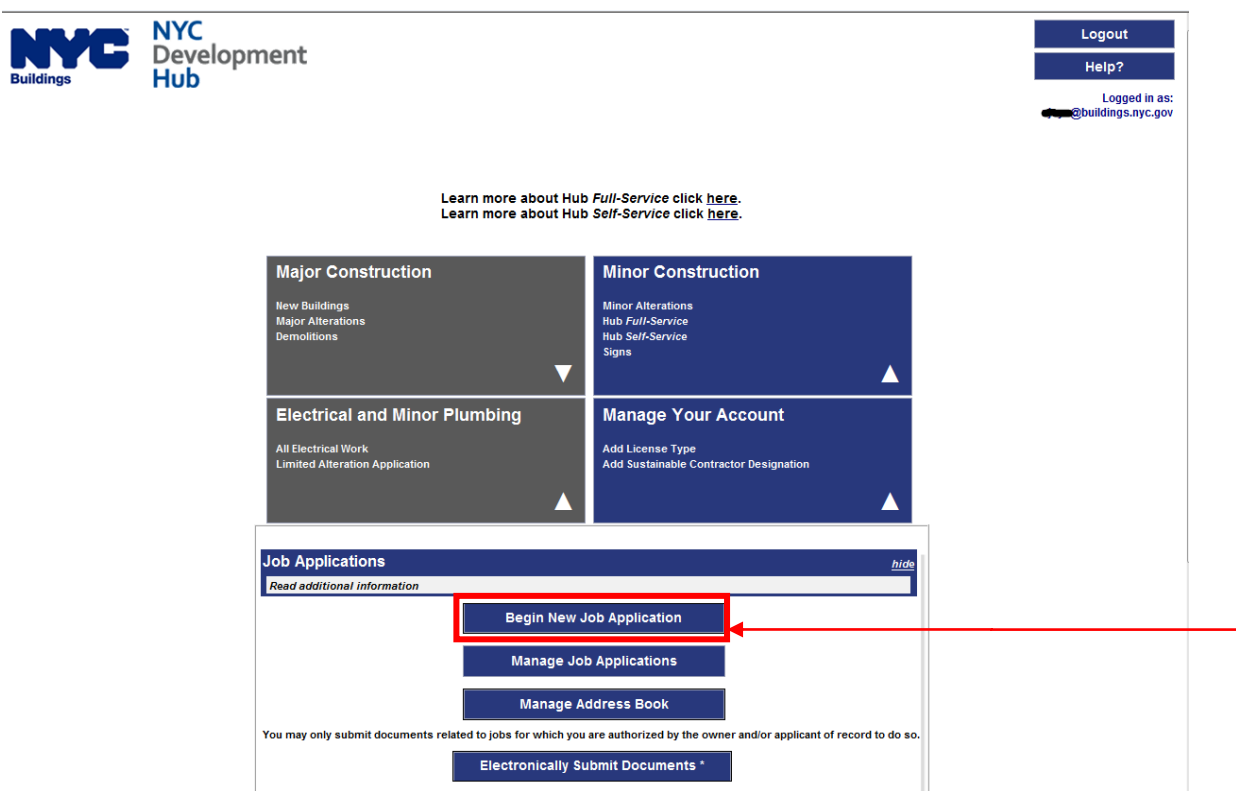 NYC
Buildings
NYC
Development
Hub
Logout
Help?
Logged in as:
@buildings.nyc.gov
Learn more about Hub Full-Service click here.
Learn more about Hub Self-Service click here.
Major Construction
New Buildings
Major Alterations
Demolitions
Minor Construction
Minor Alterations
Hub Full-Service
Hub Self-Service
Signs
Electrical and Minor Plumbing
All Electrical Work
Limited Alteration Application
Manage Your Account
Add License Type
Add Sustainable Contractor Designation
Job Applications
hide
Read additional information
Begin New Job Application
Manage Job Applications
Manage Address Book
You may only submit documents related to jobs for which you are authorized by the owner and/or applicant of record to do so.
Electronically Submit Documents *